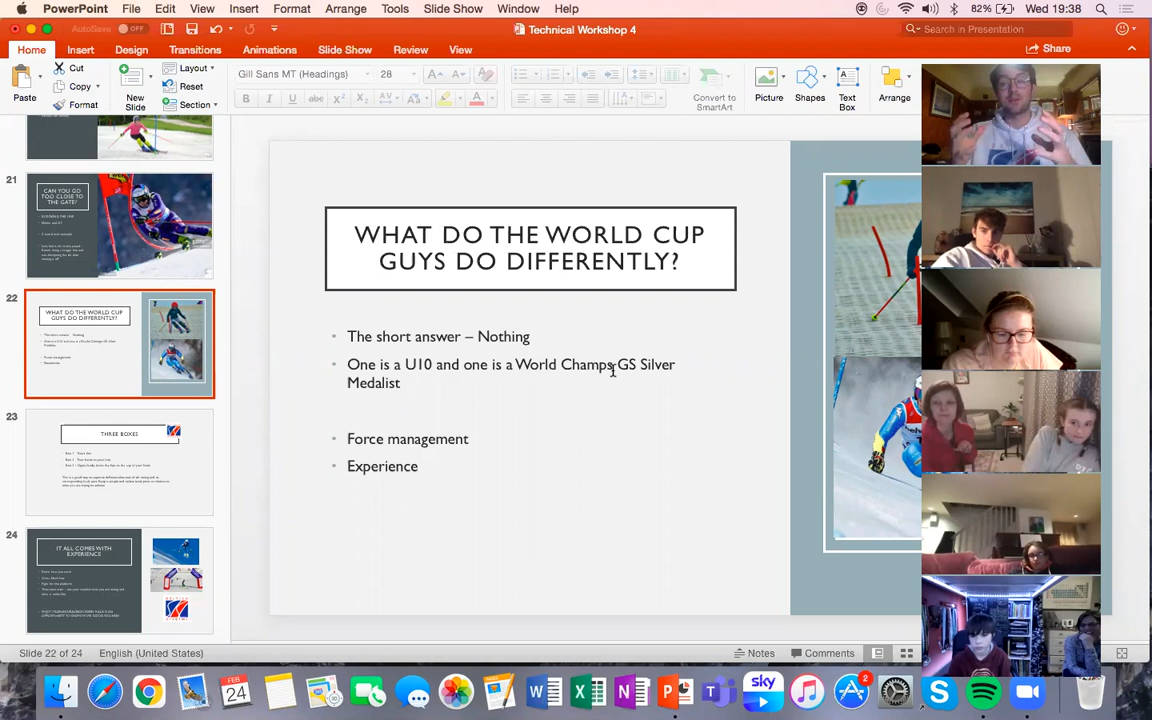 PowerPoint File Edit View Insert Format Arrange Tools Slide Show Window Help 82% Wed 19:38
AutoSave OFF Technical Workshop 4 Search in Presentation
Home Insert Design Transitions Animations Slide Show Review View Share
Paste Cut Copy Format New Slide Layout Reset Section Gill Sans MT (Headings) 28 Convert to SmartArt Picture Shapes Text Box Arrange
21
CAN YOU GO
TOO CLOSE TO
THE GATE?
22
WHAT DO THE WORLD CUP
GUYS DO DIFFERENTLY?
Force management
23
THREE BOXES
24
IT ALL COMES WITH
EXPERIENCE
WHAT DO THE WORLD CUP
GUYS DO DIFFERENTLY?
• The short answer – Nothing
• One is a U10 and one is a World Champs GS Silver
Medalist
• Force management
• Experience
Slide 22 of 24 English (United States) Notes Comments
FEB
24
sky
2